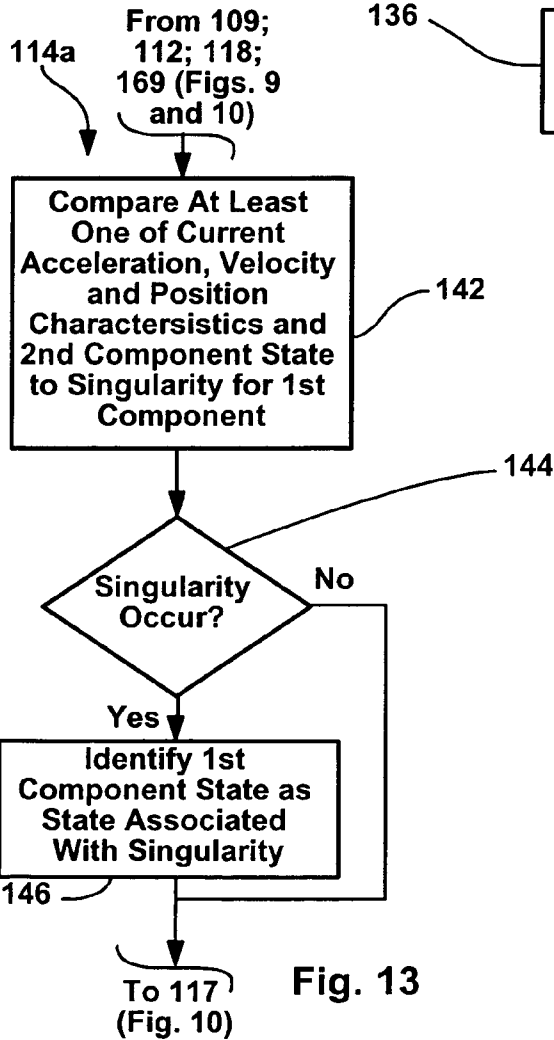 136
114a
From 109;
112; 118;
169 (Figs. 9
and 10)
Compare At Least
One of Current
Acceleration, Velocity
and Position
Charactersistics and
2nd Component State
to Singularity for 1st
Component
142
144
Singularity
Occur?
No
Yes
Identify 1st
Component State as
State Associated
With Singularity
146
To 117
(Fig. 10)
Fig. 13